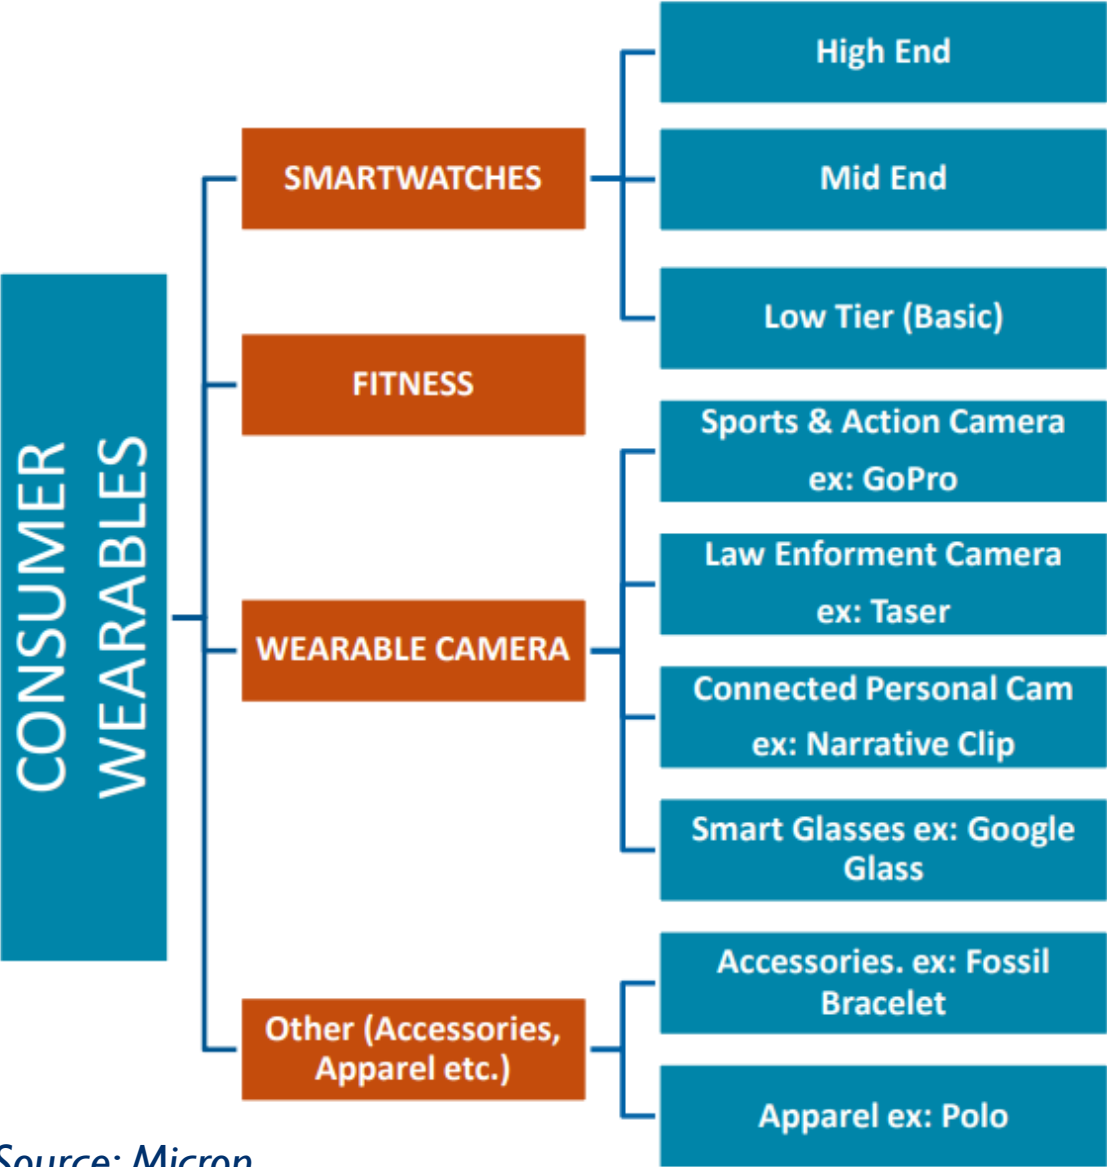 CONSUMER
WEARABLES
SMARTWATCHES
High End
Mid End
Low Tier (Basic)
FITNESS
WEARABLE CAMERA
Sports & Action Camera
ex: GoPro
Law Enforment Camera
ex: Taser
Connected Personal Cam
ex: Narrative Clip
Smart Glasses ex: Google
Glass
Other (Accessories,
Apparel etc.)
Accessories. ex: Fossil
Bracelet
Apparel ex: Polo
Source: Micron